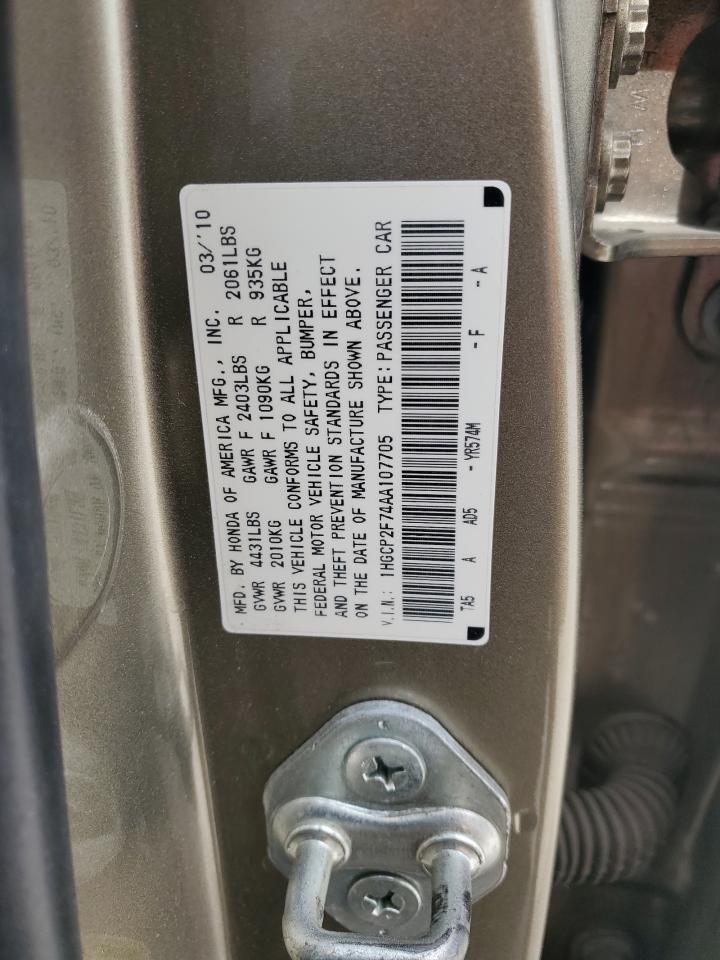 MFD. BY HONDA OF AMERICA MFG., INC. 03/'10
GVWR 4431LBS GAWR F 2403LBS R 2061LBS
GVWR 2010KG GAWR F 1090KG R 935KG
THIS VEHICLE CONFORMS TO ALL APPLICABLE
FEDERAL MOTOR VEHICLE SAFETY, BUMPER,
AND THEFT PREVENTION STANDARDS IN EFFECT
ON THE DATE OF MANUFACTURE SHOWN ABOVE.
V.I.N.: 1HGCP2F74AA107705 TYPE:PASSENGER CAR
TA5 A AD5 - YR574M - F - A